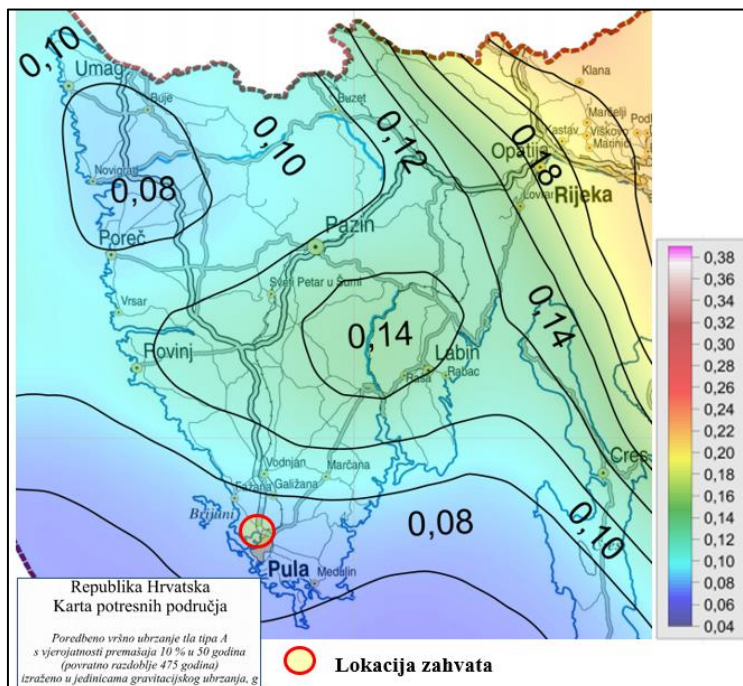 0,10
Umag
Buje
Buzet
Klana
0,10
0,12
Marčelji
Kastav
Viškovo
Marinići
Opatija
0,18
Novigrad
0,08
Rijeka
Lovran
Pazin
Poreč
Sveti Petar u Šumi
Vrsar
0,14
0,14
Rovinj
Labin
Raša
Rabac
Cres
Vodnjan
Marčana
Fažana
Galižana
Brijuni
0,08
0,10
Pula
Medulin
Republika Hrvatska
Karta potresnih područja
Poredbeno vršno ubrzanje tla tipa A
s vjerojatnosti premašaja 10 % u 50 godina
(povratno razdoblje 475 godina)
izraženo u jedinicama gravitacijskog ubrzanja, g
Lokacija zahvata
0,38
0,36
0,34
0,32
0,30
0,28
0,26
0,24
0,22
0,20
0,18
0,16
0,14
0,12
0,10
0,08
0,06
0,04